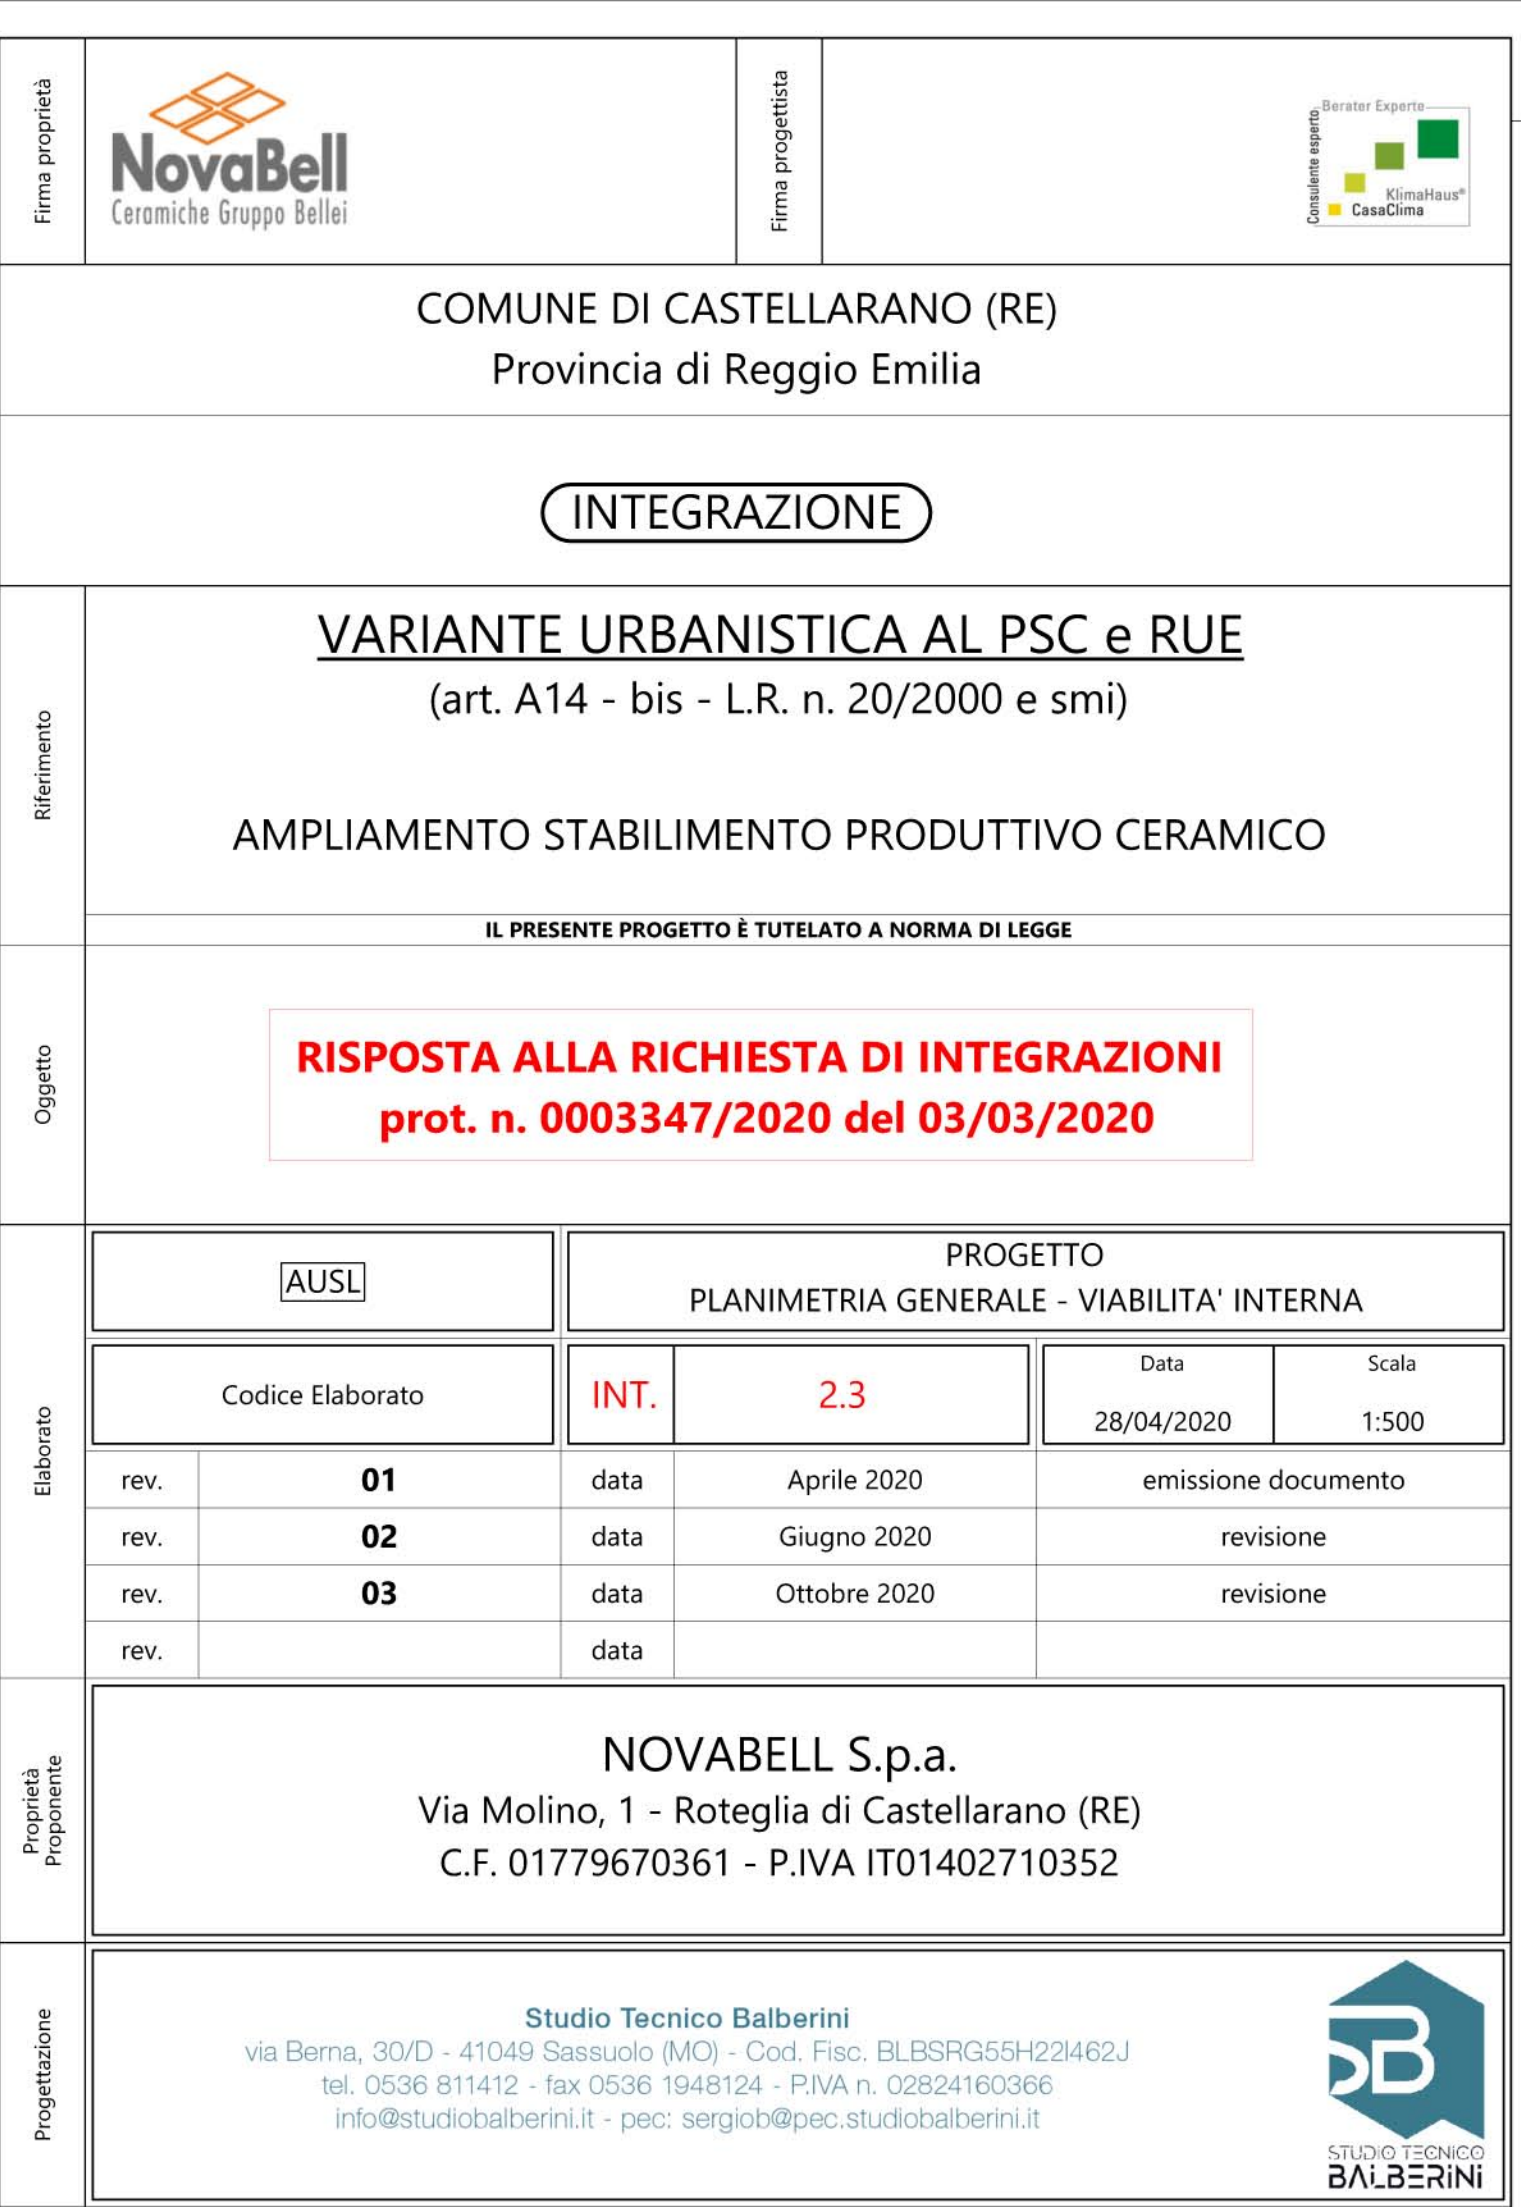 Firma proprietà
NovaBell
Ceramiche Gruppo Bellei
Firma progettista
Berater Experte
Consulente esperto
KlimaHaus®
CasaClima
COMUNE DI CASTELLARANO (RE)
Provincia di Reggio Emilia
INTEGRAZIONE
Riferimento
VARIANTE URBANISTICA AL PSC e RUE
(art. A14 - bis - L.R. n. 20/2000 e smi)
AMPLIAMENTO STABILIMENTO PRODUTTIVO CERAMICO
IL PRESENTE PROGETTO È TUTELATO A NORMA DI LEGGE
Oggetto
RISPOSTA ALLA RICHIESTA DI INTEGRAZIONI
prot. n. 0003347/2020 del 03/03/2020
Elaborato
AUSL
PROGETTO
PLANIMETRIA GENERALE - VIABILITA' INTERNA
Codice Elaborato
INT.
2.3
Data
28/04/2020
Scala
1:500
rev. 01 data Aprile 2020 emissione documento
rev. 02 data Giugno 2020 revisione
rev. 03 data Ottobre 2020 revisione
rev. data
Proprietà
Proponente
NOVABELL S.p.a.
Via Molino, 1 - Roteglia di Castellarano (RE)
C.F. 01779670361 - P.IVA IT01402710352
Progettazione
Studio Tecnico Balberini
via Berna, 30/D - 41049 Sassuolo (MO) - Cod. Fisc. BLBSRG55H22I462J
tel. 0536 811412 - fax 0536 1948124 - P.IVA n. 02824160366
info@studiobalberini.it - pec: sergiob@pec.studiobalberini.it
SB
STUDIO TECNICO
BALBERINI